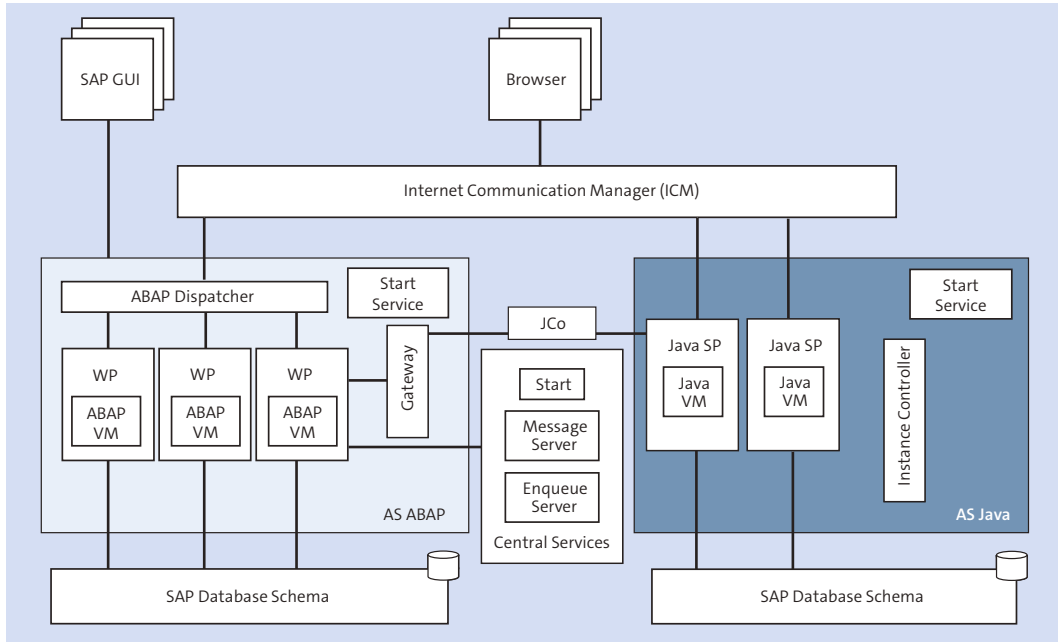 SAP GUI
Browser
Internet Communication Manager (ICM)
ABAP Dispatcher
Start
Service
WP
ABAP
VM
WP
ABAP
VM
WP
ABAP
VM
Gateway
AS ABAP
JCo
Start
Message
Server
Enqueue
Server
Central Services
Java SP
Java
VM
Java SP
Java
VM
Start
Service
Instance Controller
AS Java
SAP Database Schema
SAP Database Schema